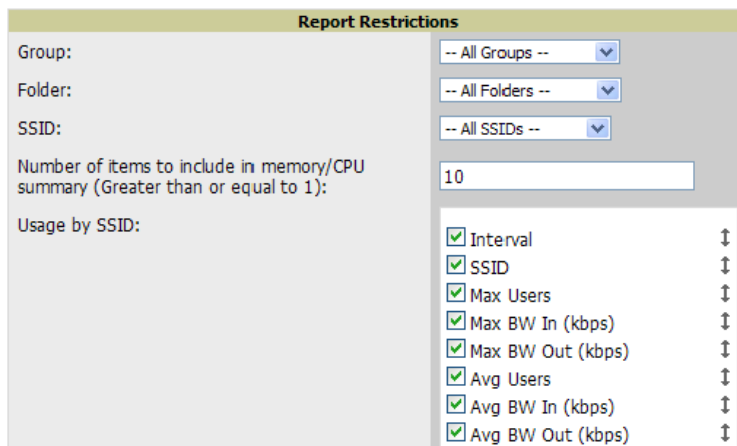 Report Restrictions
Group:
-- All Groups --
Folder:
-- All Folders --
SSID:
-- All SSIDs --
Number of items to include in memory/CPU
summary (Greater than or equal to 1):
10
Usage by SSID:
Interval
SSID
Max Users
Max BW In (kbps)
Max BW Out (kbps)
Avg Users
Avg BW In (kbps)
Avg BW Out (kbps)